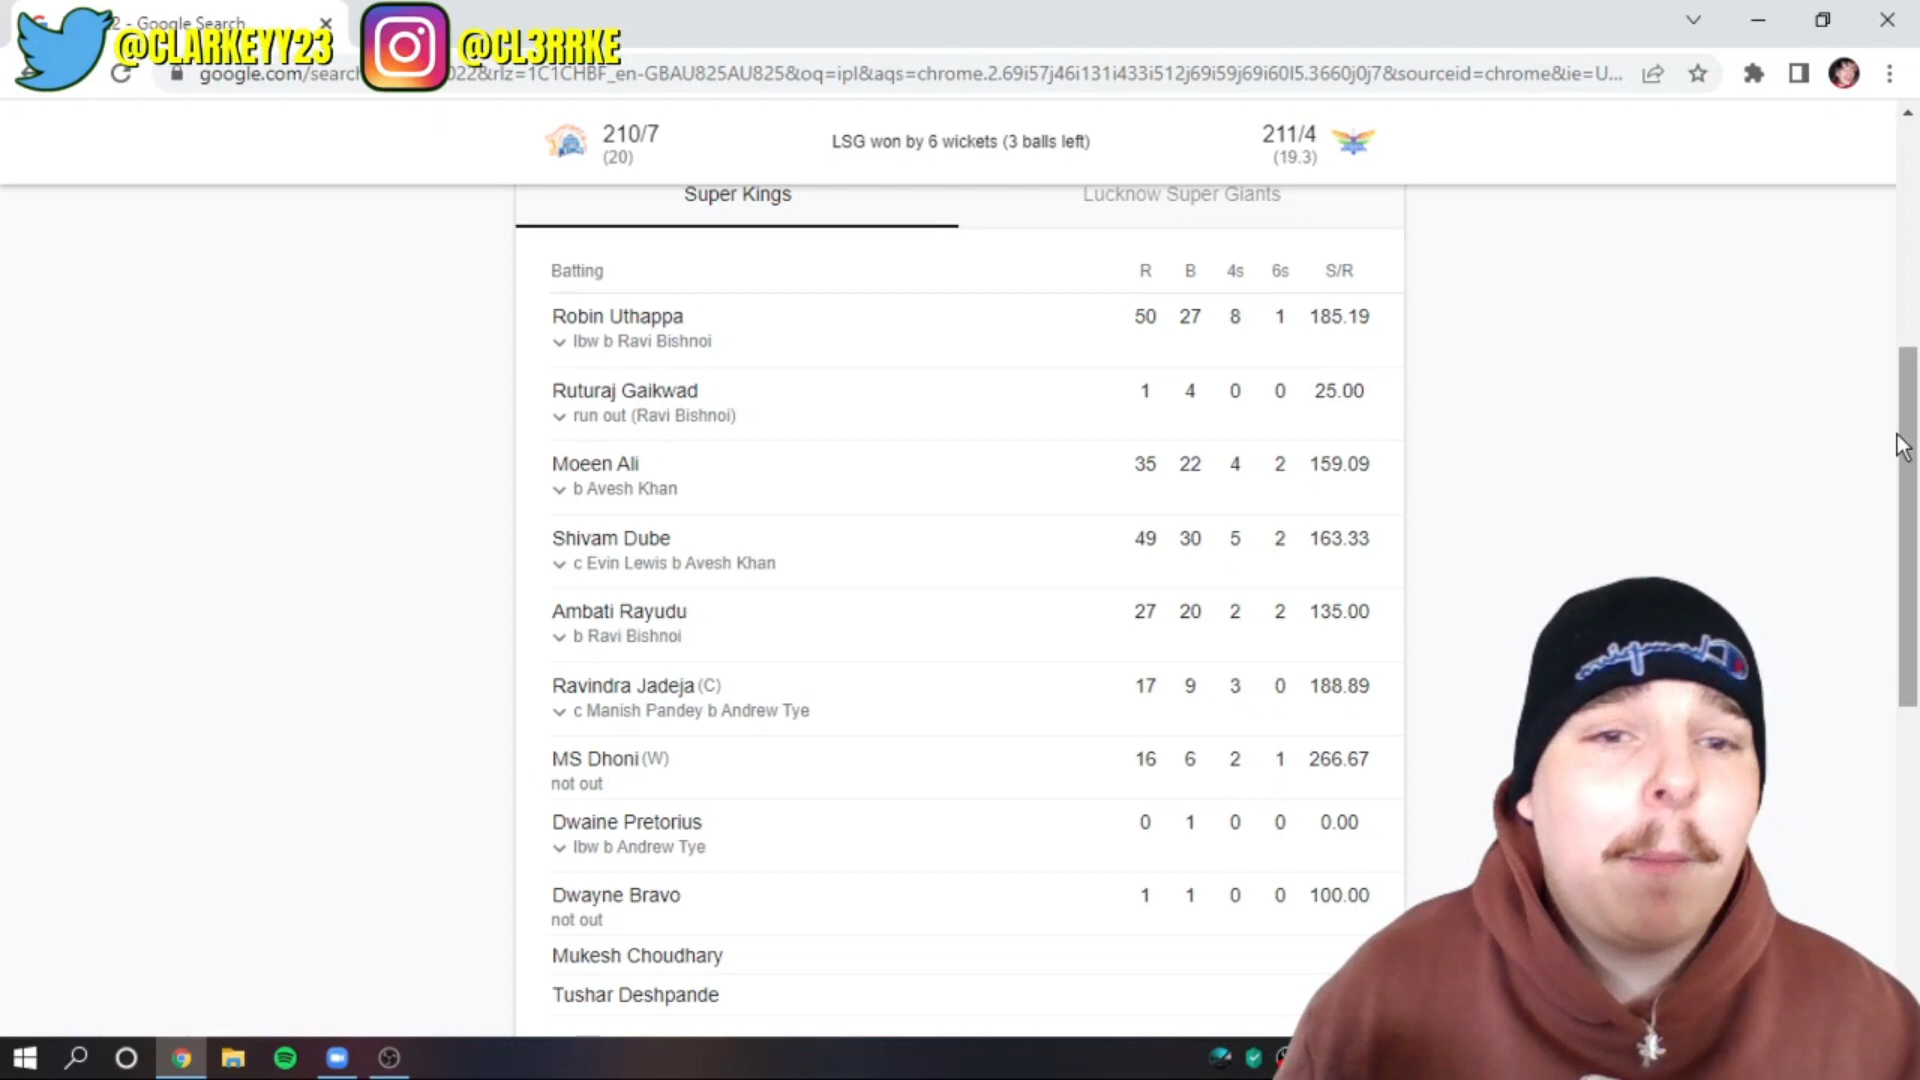 2 - Google Search
@CLARKEYY23
@CL3RRKE
google.com/search 022&rlz=1C1CHBF_en-GBAU825AU825&oq=ipl&aqs=chrome.2.69i57j46i131i433i512j69i59j69i60l5.3660j0j7&sourceid=chrome&ie=U...
210/7
(20)
LSG won by 6 wickets (3 balls left)
211/4
(19.3)
Super Kings
Lucknow Super Giants
Batting R B 4s 6s S/R
Robin Uthappa 50 27 8 1 185.19
lbw b Ravi Bishnoi
Ruturaj Gaikwad 1 4 0 0 25.00
run out (Ravi Bishnoi)
Moeen Ali 35 22 4 2 159.09
b Avesh Khan
Shivam Dube 49 30 5 2 163.33
c Evin Lewis b Avesh Khan
Ambati Rayudu 27 20 2 2 135.00
b Ravi Bishnoi
Ravindra Jadeja (C) 17 9 3 0 188.89
c Manish Pandey b Andrew Tye
MS Dhoni (W) 16 6 2 1 266.67
not out
Dwaine Pretorius 0 1 0 0 0.00
lbw b Andrew Tye
Dwayne Bravo 1 1 0 0 100.00
not out
Mukesh Choudhary
Tushar Deshpande
Champion